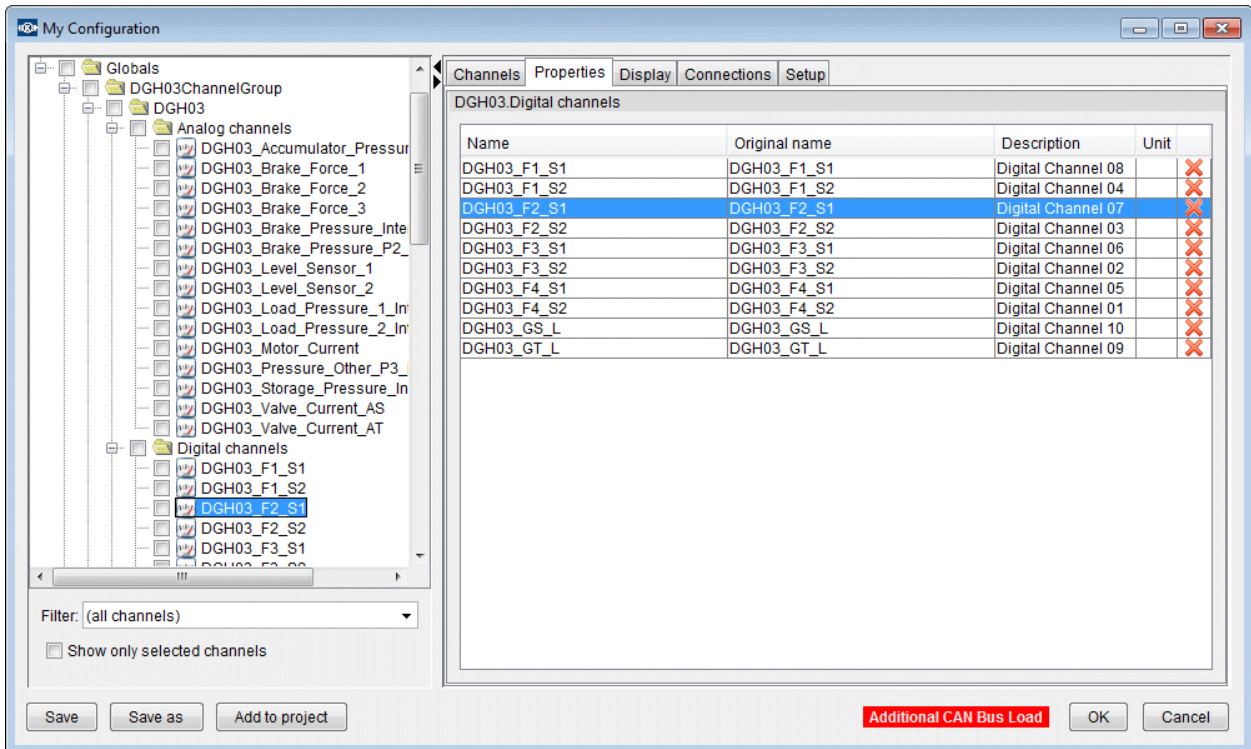 My Configuration
Globals
DGH03ChannelGroup
DGH03
Analog channels
DGH03_Accumulator_Pressur
DGH03_Brake_Force_1
DGH03_Brake_Force_2
DGH03_Brake_Force_3
DGH03_Brake_Pressure_Inte
DGH03_Brake_Pressure_P2_
DGH03_Level_Sensor_1
DGH03_Level_Sensor_2
DGH03_Load_Pressure_1_In
DGH03_Load_Pressure_2_In
DGH03_Motor_Current
DGH03_Pressure_Other_P3_
DGH03_Storage_Pressure_In
DGH03_Valve_Current_AS
DGH03_Valve_Current_AT
Digital channels
DGH03_F1_S1
DGH03_F1_S2
DGH03_F2_S1
DGH03_F2_S2
DGH03_F3_S1
Filter: (all channels)
Show only selected channels
Channels Properties Display Connections Setup
DGH03.Digital channels
Name Original name Description Unit
DGH03_F1_S1 DGH03_F1_S1 Digital Channel 08
DGH03_F1_S2 DGH03_F1_S2 Digital Channel 04
DGH03_F2_S1 DGH03_F2_S1 Digital Channel 07
DGH03_F2_S2 DGH03_F2_S2 Digital Channel 03
DGH03_F3_S1 DGH03_F3_S1 Digital Channel 06
DGH03_F3_S2 DGH03_F3_S2 Digital Channel 02
DGH03_F4_S1 DGH03_F4_S1 Digital Channel 05
DGH03_F4_S2 DGH03_F4_S2 Digital Channel 01
DGH03_GS_L DGH03_GS_L Digital Channel 10
DGH03_GT_L DGH03_GT_L Digital Channel 09
Save Save as Add to project Additional CAN Bus Load OK Cancel